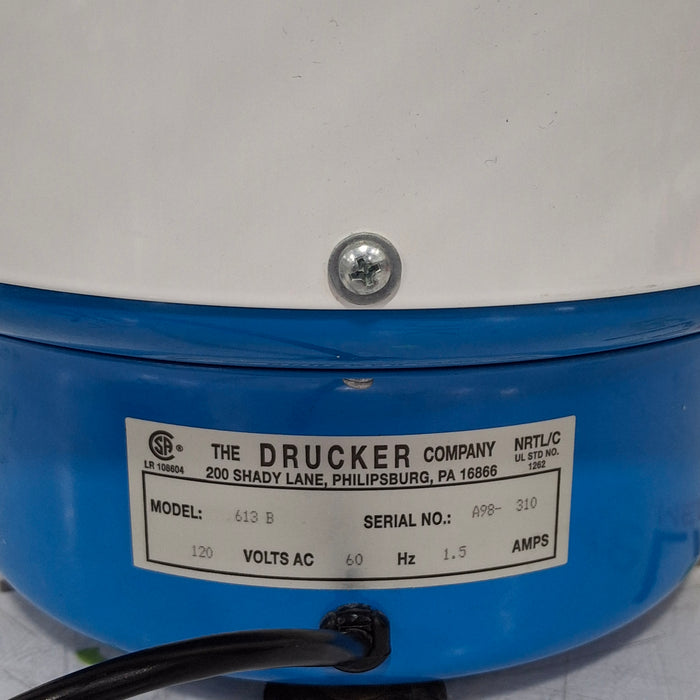 SA ®
LR 108604
THE DRUCKER COMPANY
200 SHADY LANE, PHILIPSBURG, PA 16866
NRTL/C
UL STD NO.
1262
MODEL: 613 B
SERIAL NO.: A98- 310
120 VOLTS AC 60 Hz 1.5 AMPS